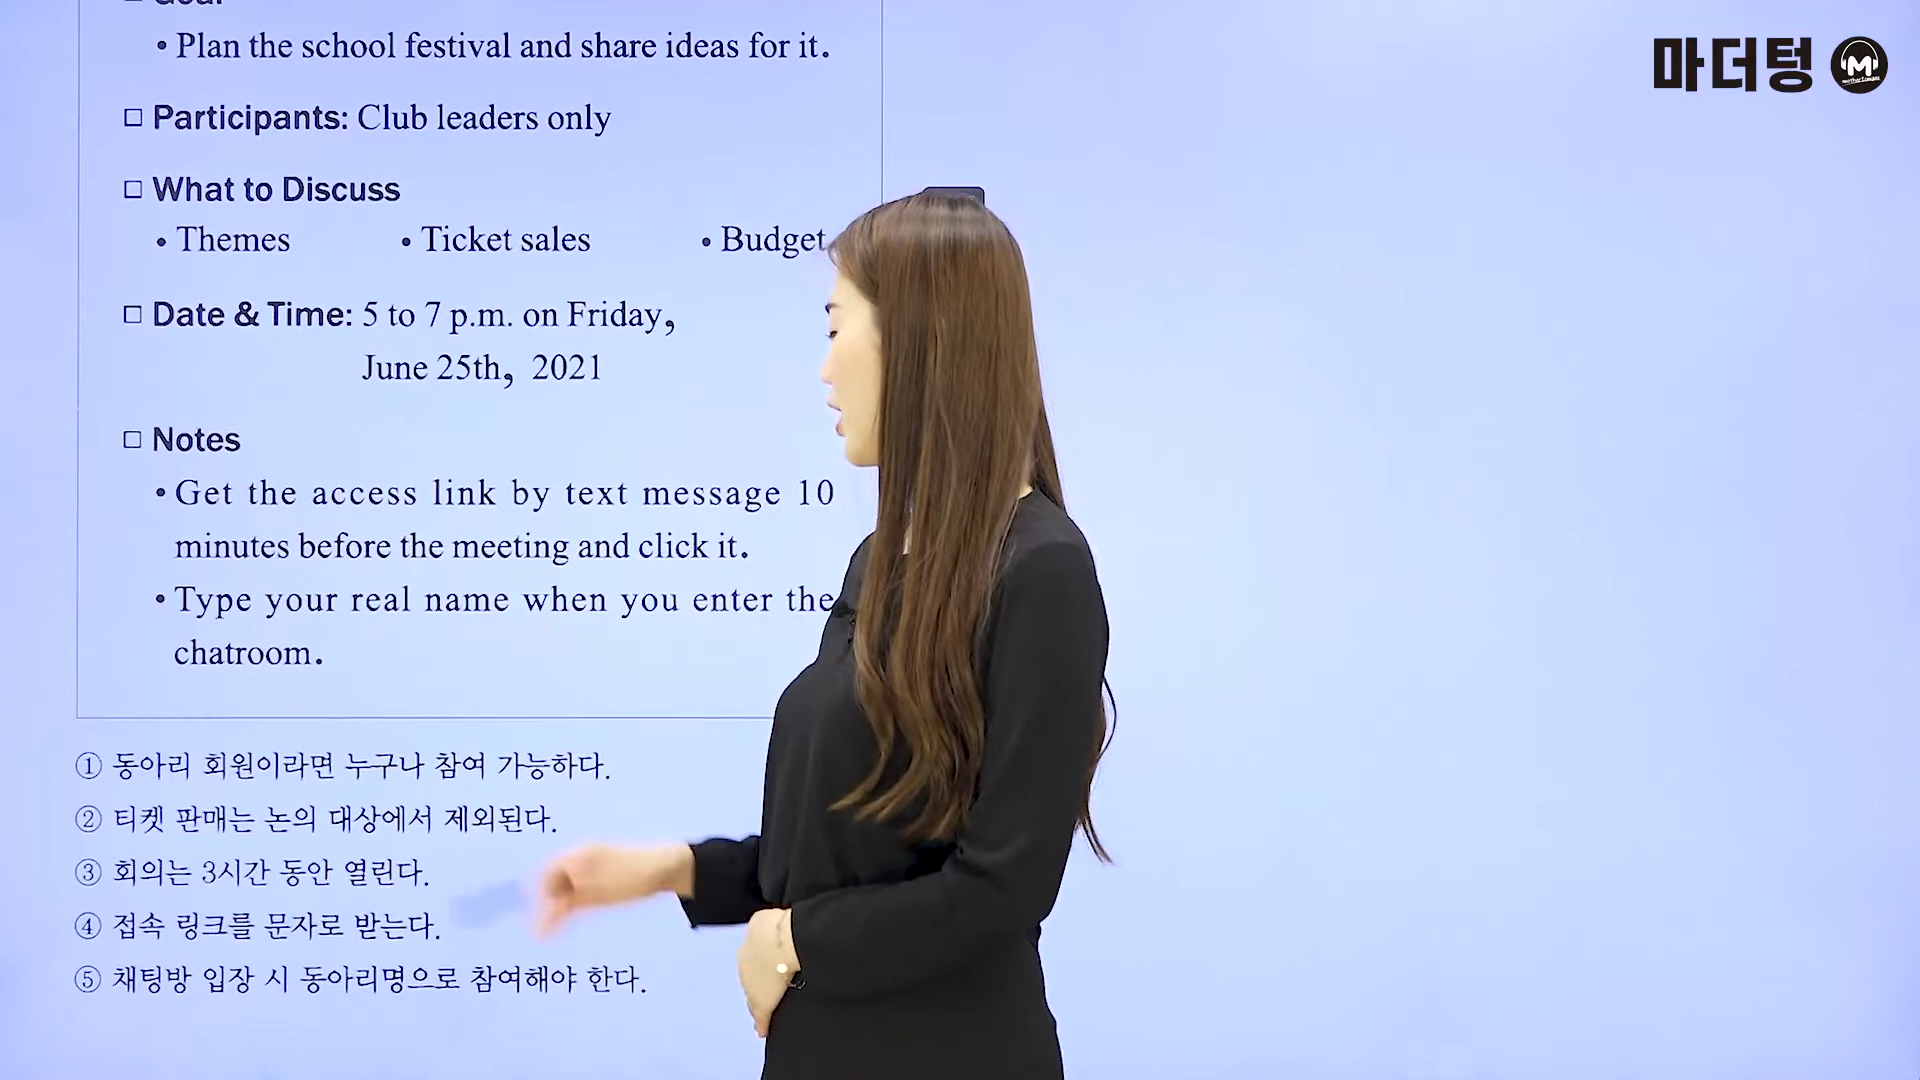 • Plan the school festival and share ideas for it.
마더텅
□ Participants: Club leaders only
□ What to Discuss
• Themes • Ticket sales • Budget
□ Date & Time: 5 to 7 p.m. on Friday,
June 25th, 2021
□ Notes
• Get the access link by text message 10
minutes before the meeting and click it.
• Type your real name when you enter the
chatroom.
① 동아리 회원이라면 누구나 참여 가능하다.
② 티켓 판매는 논의 대상에서 제외된다.
③ 회의는 3시간 동안 열린다.
④ 접속 링크를 문자로 받는다.
⑤ 채팅방 입장 시 동아리명으로 참여해야 한다.